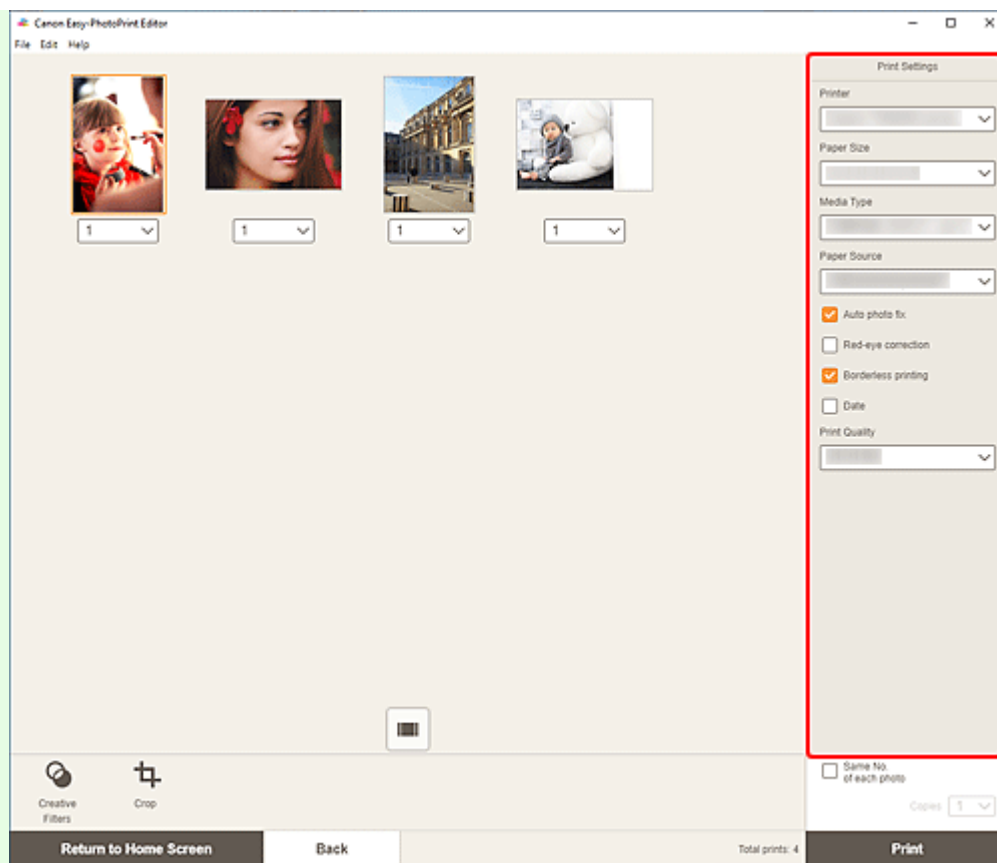 Canon Easy-PhotoPrint Editor
File Edit Help
Print Settings
Printer
Paper Size
Media Type
Paper Source
Auto photo fix
Red-eye correction
Borderless printing
Date
Print Quality
1 1 1 1
Same No.
of each photo
Copies 1
Creative
Filters
Crop
Return to Home Screen
Back
Total prints: 4
Print